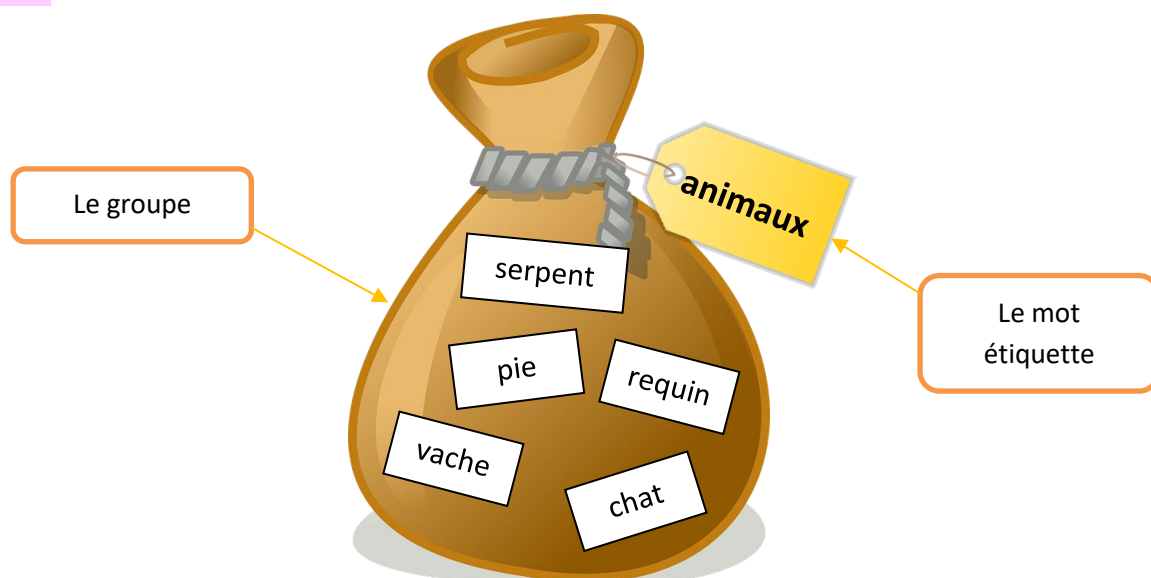 animaux
Le groupe
serpent
Le mot
étiquette
pie
requin
vache
chat